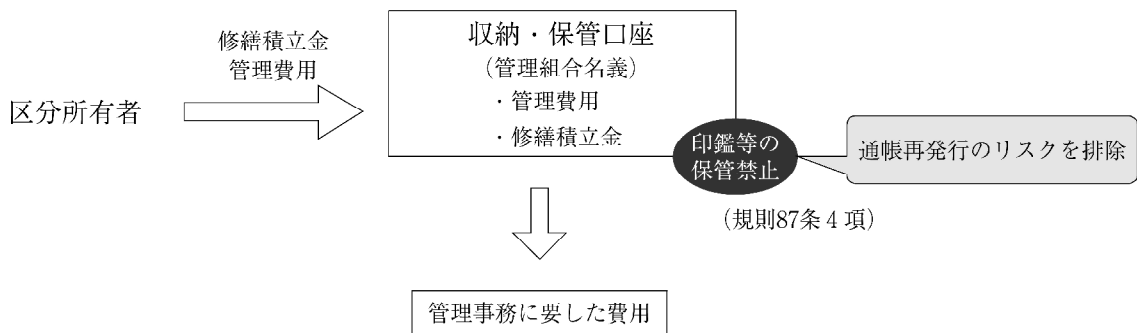 区分所有者
修繕積立金
管理費用
収納・保管口座
（管理組合名義）
・管理費用
・修繕積立金
印鑑等の
保管禁止
通帳再発行のリスクを排除
（規則87条４項）
管理事務に要した費用